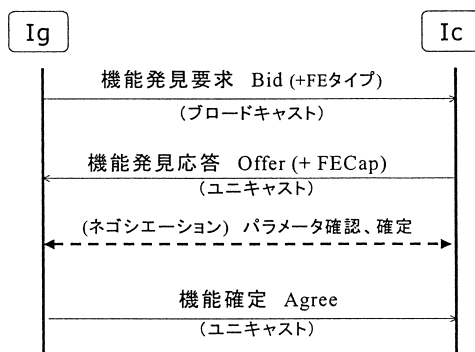 Ig
Ic
機能発見要求 Bid (+FEタイプ)
(ブロードキャスト)
機能発見応答 Offer (+ FECap)
(ユニキャスト)
(ネゴシエーション) パラメータ確認、確定
機能確定 Agree
(ユニキャスト)